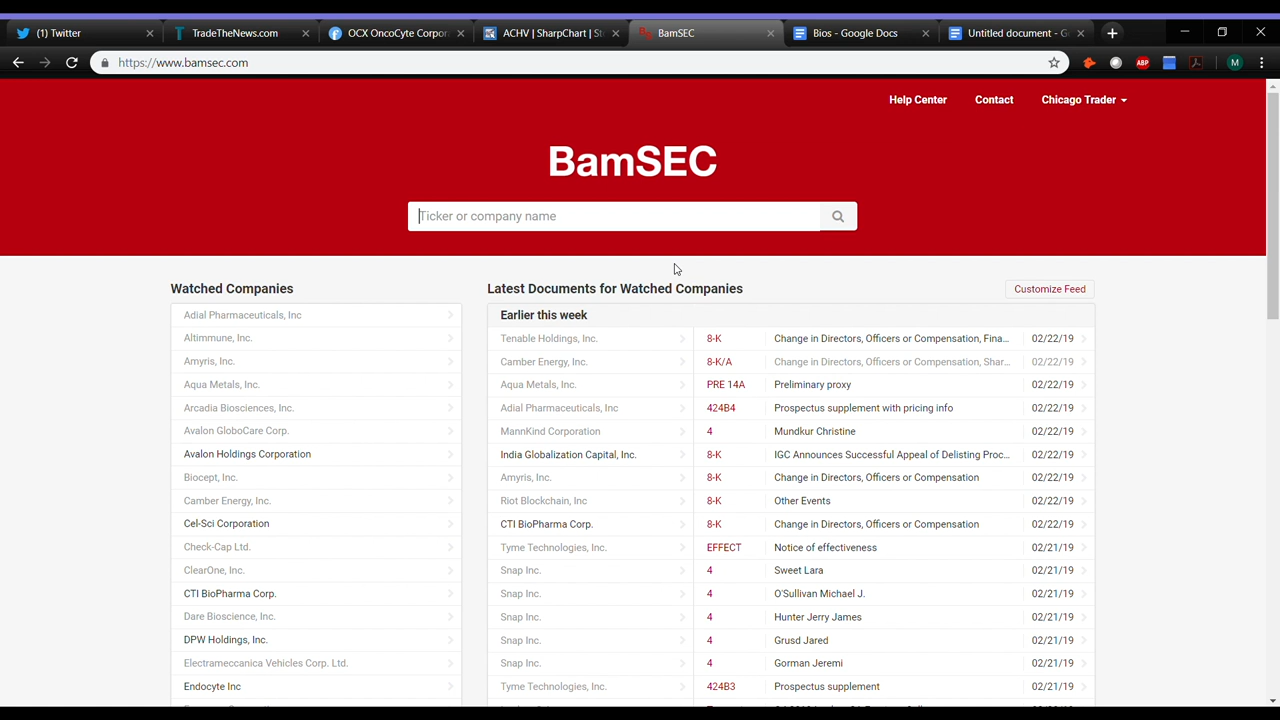 (1) Twitter
TradeTheNews.com
OCX OncoCyte Corpor
ACHV | SharpChart | St
BamSEC
Bios - Google Docs
Untitled document - G
https://www.bamsec.com
ABP
M
Help Center
Contact
Chicago Trader
BamSEC
Ticker or company name
Watched Companies
Adial Pharmaceuticals, Inc
Altimmune, Inc.
Amyris, Inc.
Aqua Metals, Inc.
Arcadia Biosciences, Inc.
Avalon GloboCare Corp.
Avalon Holdings Corporation
Biocept, Inc.
Camber Energy, Inc.
Cel-Sci Corporation
Check-Cap Ltd.
ClearOne, Inc.
CTI BioPharma Corp.
Dare Bioscience, Inc.
DPW Holdings, Inc.
Electrameccanica Vehicles Corp. Ltd.
Endocyte Inc
Latest Documents for Watched Companies
Customize Feed
Earlier this week
Tenable Holdings, Inc. 8-K Change in Directors, Officers or Compensation, Fina... 02/22/19
Camber Energy, Inc. 8-K/A Change in Directors, Officers or Compensation, Shar... 02/22/19
Aqua Metals, Inc. PRE 14A Preliminary proxy 02/22/19
Adial Pharmaceuticals, Inc 424B4 Prospectus supplement with pricing info 02/22/19
MannKind Corporation 4 Mundkur Christine 02/22/19
India Globalization Capital, Inc. 8-K IGC Announces Successful Appeal of Delisting Proc... 02/22/19
Amyris, Inc. 8-K Change in Directors, Officers or Compensation 02/22/19
Riot Blockchain, Inc 8-K Other Events 02/22/19
CTI BioPharma Corp. 8-K Change in Directors, Officers or Compensation 02/22/19
Tyme Technologies, Inc. EFFECT Notice of effectiveness 02/21/19
Snap Inc. 4 Sweet Lara 02/21/19
Snap Inc. 4 O'Sullivan Michael J. 02/21/19
Snap Inc. 4 Hunter Jerry James 02/21/19
Snap Inc. 4 Grusd Jared 02/21/19
Snap Inc. 4 Gorman Jeremi 02/21/19
Tyme Technologies, Inc. 424B3 Prospectus supplement 02/21/19